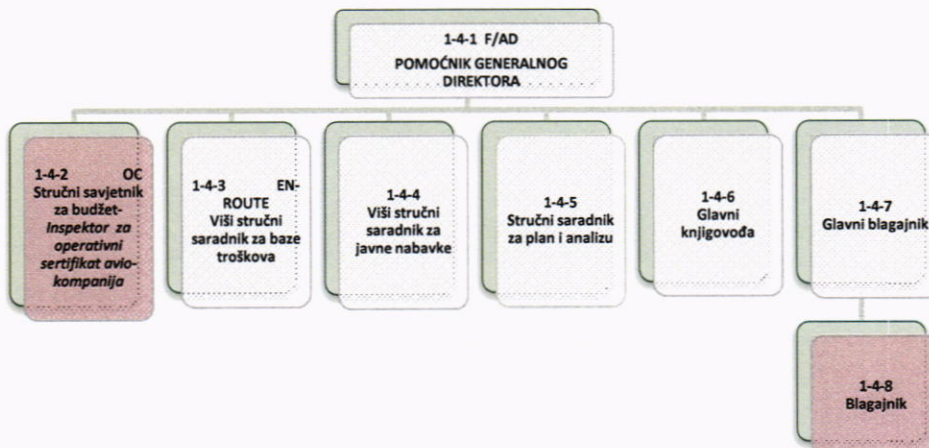 1-4-1 F/AD
POMOĆNIK GENERALNOG
DIREKTORA
1-4-2 OC
Stručni savjetnik
za budžet-
Inspektor za
operativni
sertifikat avio-
kompanija
1-4-3 EN-
ROUTE
Viši stručni
saradnik za baze
troškova
1-4-4
Viši stručni
saradnik za
javne nabavke
1-4-5
Stručni saradnik
za plan i analizu
1-4-6
Glavni
knjigovođa
1-4-7
Glavni blagajnik
1-4-8
Blagajnik